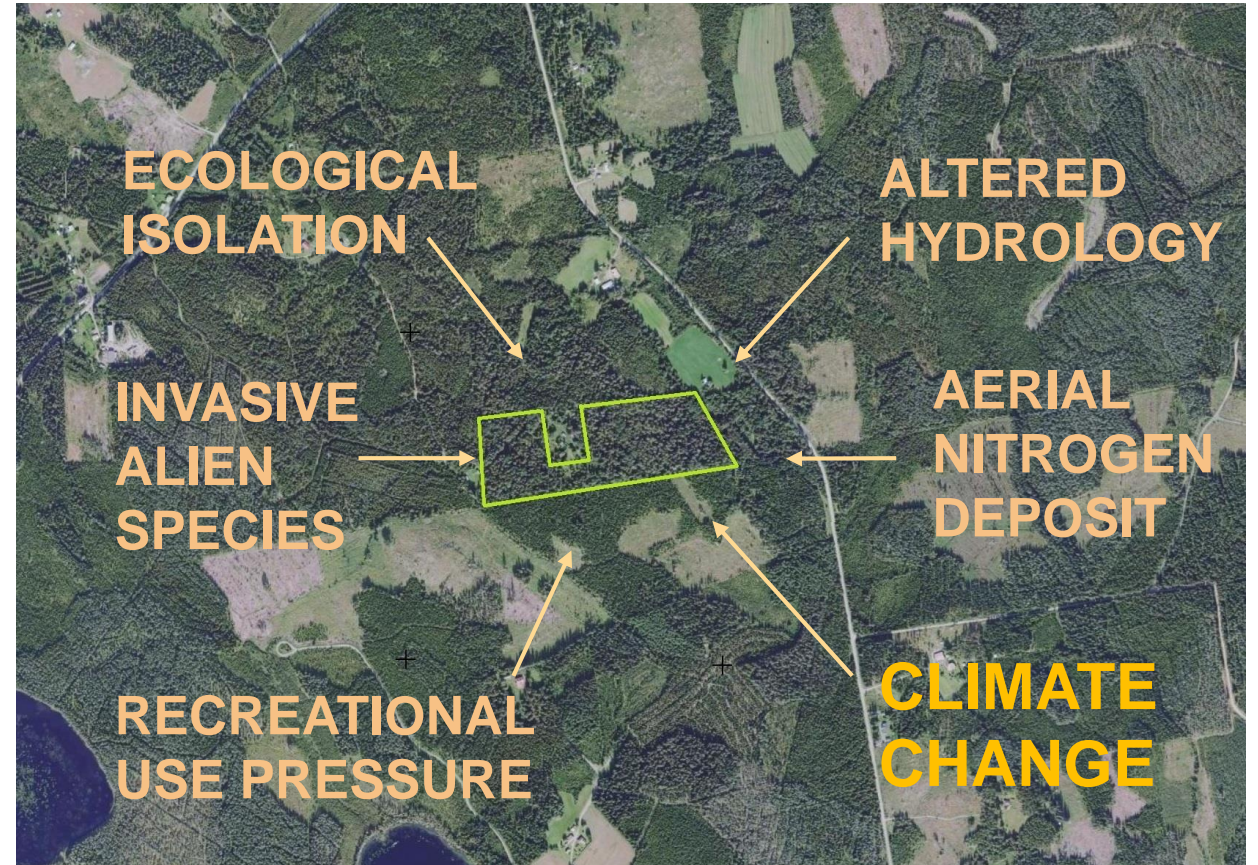 ECOLOGICAL
ISOLATION
ALTERED
HYDROLOGY
INVASIVE
ALIEN
SPECIES
AERIAL
NITROGEN
DEPOSIT
RECREATIONAL
USE PRESSURE
CLIMATE
CHANGE